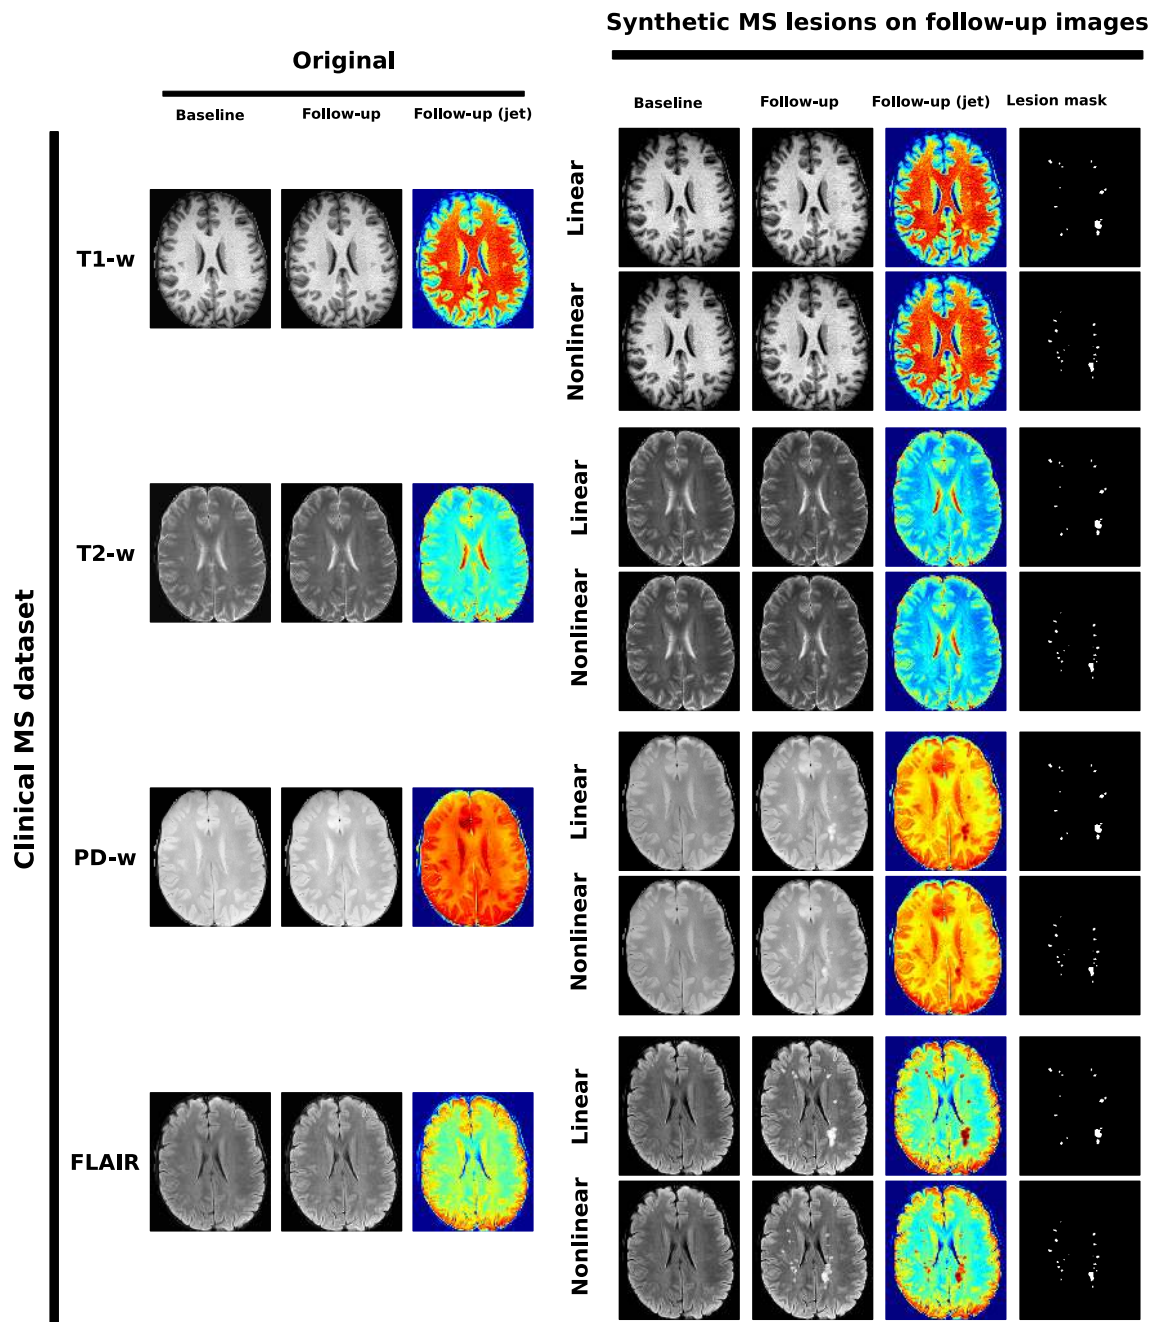 Synthetic MS lesions on follow-up images
Original
Baseline Follow-up Follow-up (jet)
Baseline Follow-up Follow-up (jet) Lesion mask
Clinical MS dataset
T1-w
Linear
Nonlinear
T2-w
Linear
Nonlinear
PD-w
Linear
Nonlinear
FLAIR
Linear
Nonlinear